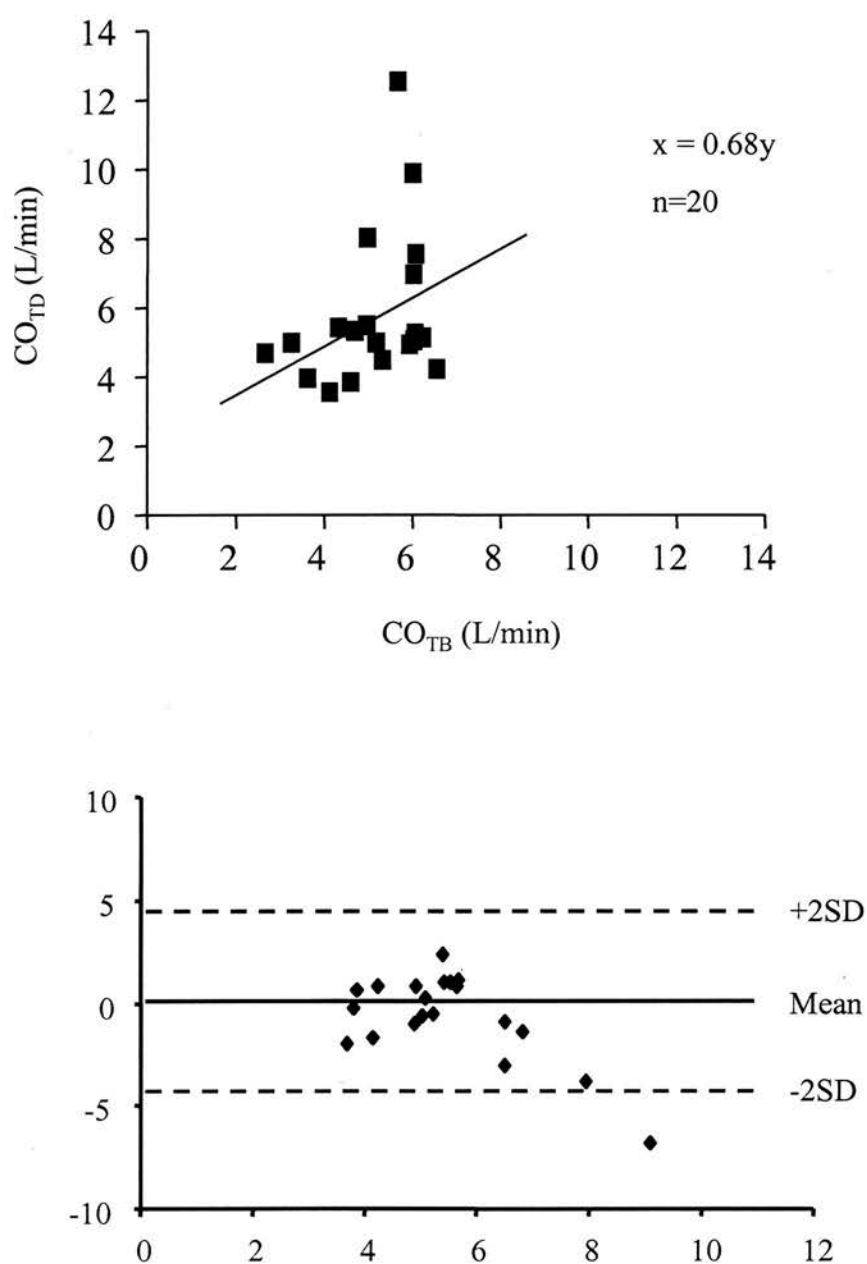 14
12
10
8
6
4
2
0
CO_TD (L/min)
x = 0.68y
n=20
0 2 4 6 8 10 12 14
CO_TB (L/min)
10
5
0
-5
-10
+2SD
Mean
-2SD
0 2 4 6 8 10 12